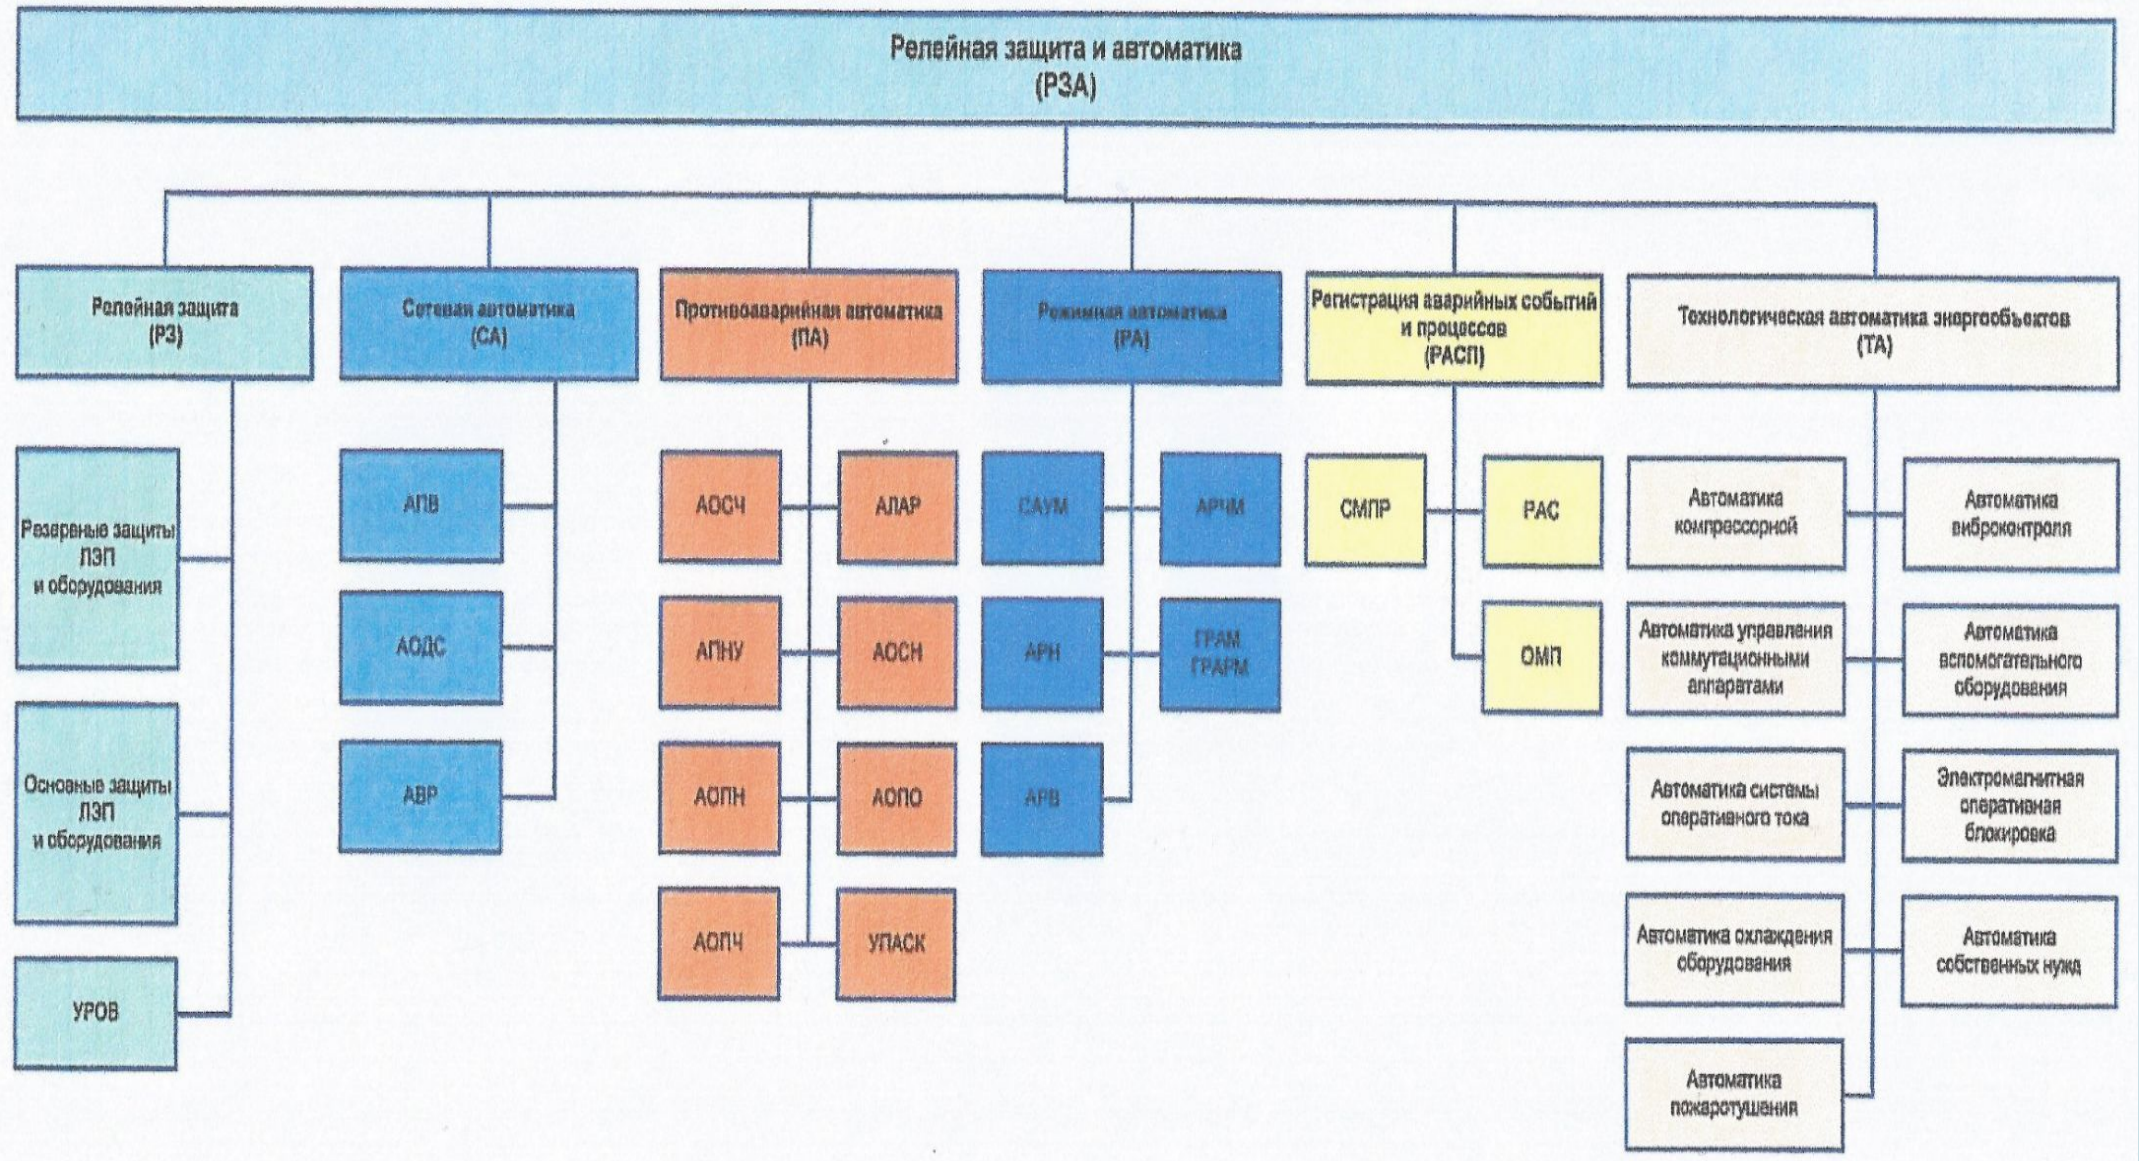 Релейная защита и автоматика
(РЗА)
Релейная защита
(РЗ)
Сетевая автоматика
(СА)
Противоаварийная автоматика
(ПА)
Режимная автоматика
(РА)
Регистрация аварийных событий
и процессов
(РАСП)
Технологическая автоматика энергообъектов
(ТА)
Резервные защиты
ЛЭП
и оборудования
Основные защиты
ЛЭП
и оборудования
УРОВ
АПВ
АОДС
АВР
АОСЧ
АЛАР
АПНУ
АОСН
АОПН
АОПО
АОПЧ
УПАСК
САУМ
АРЧМ
АРН
ГРАМ
ГРАРМ
АРВ
СМПР
РАС
ОМП
Автоматика
компрессорной
Автоматика
виброконтроля
Автоматика управления
коммутационными
аппаратами
Автоматика
вспомогательного
оборудования
Автоматика системы
оперативного тока
Электромагнитная
оперативная
блокировка
Автоматика охлаждения
оборудования
Автоматика
собственных нужд
Автоматика
пожаротушения